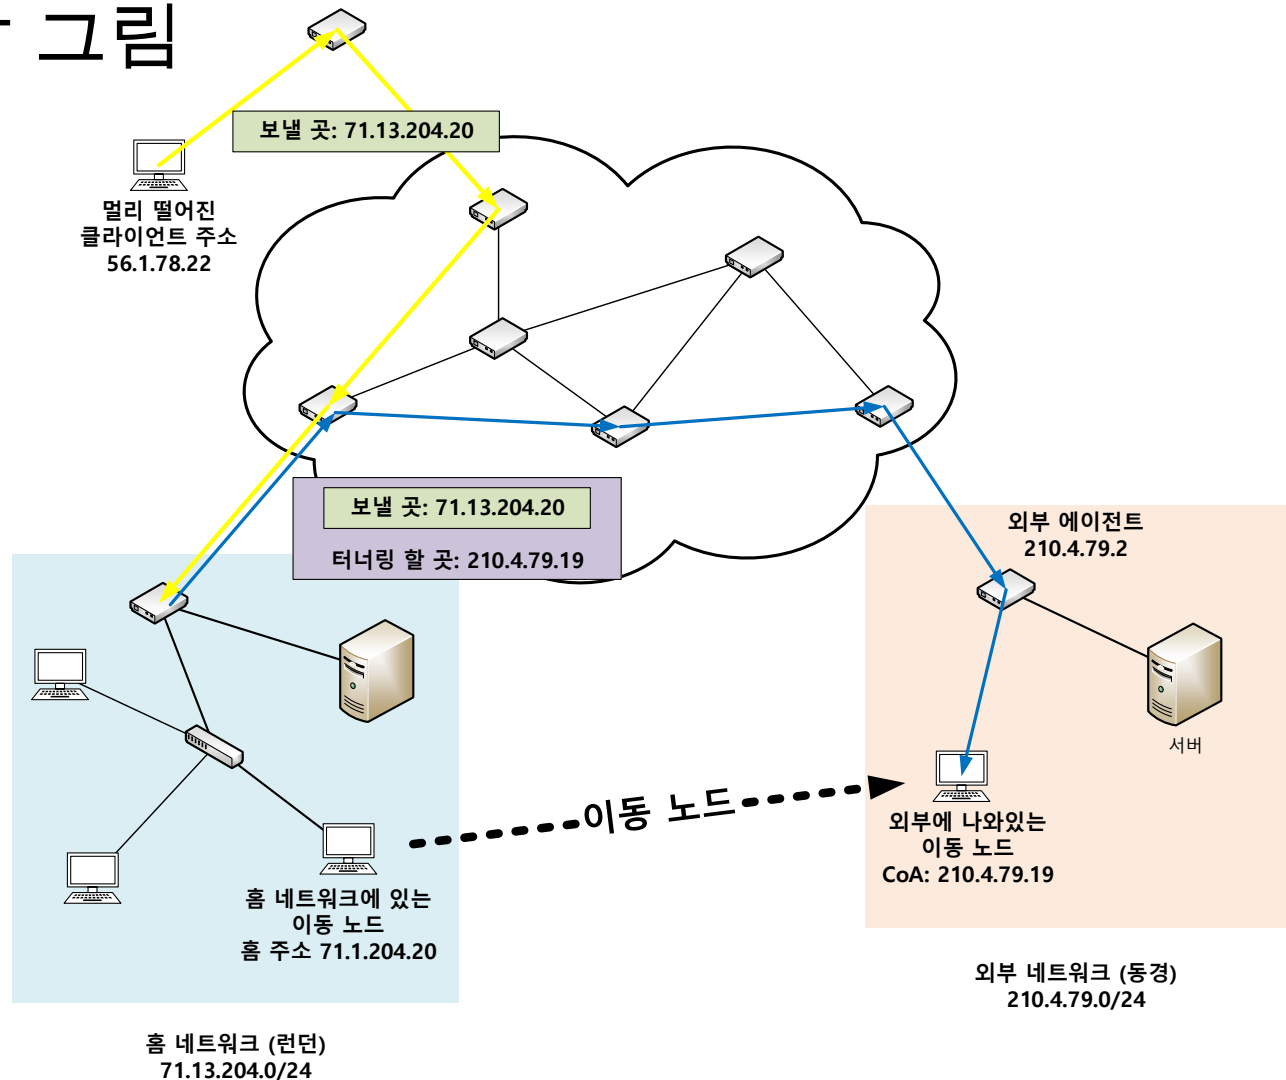 그림
보낼 곳: 71.13.204.20
멀리 떨어진
클라이언트 주소
56.1.78.22
보낼 곳: 71.13.204.20
터너링 할 곳: 210.4.79.19
외부 에이전트
210.4.79.2
서버
이동 노드
외부에 나와있는
이동 노드
CoA: 210.4.79.19
홈 네트워크에 있는
이동 노드
홈 주소 71.1.204.20
외부 네트워크 (동경)
210.4.79.0/24
홈 네트워크 (런던)
71.13.204.0/24